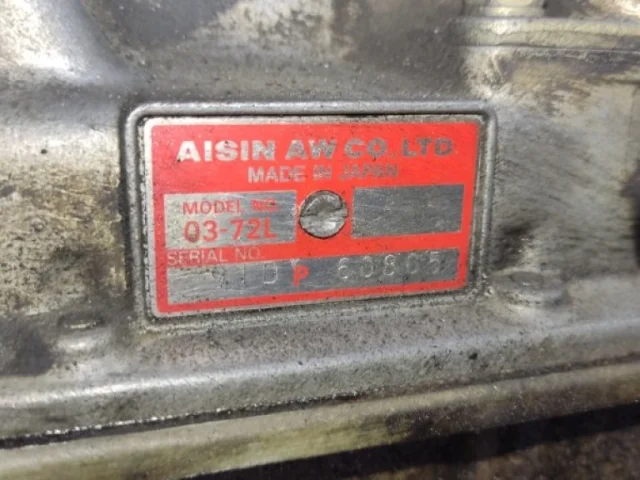 AISIN AW CO., LTD.
MADE IN JAPAN
MODEL NO.
03-72L
SERIAL NO.
P 60805